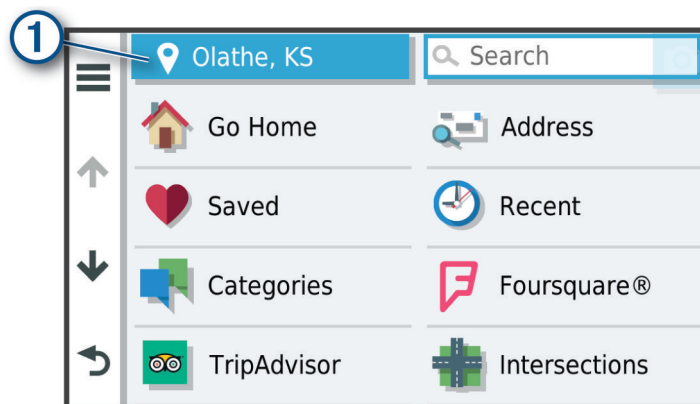 1
Olathe, KS
Search
Go Home
Address
Saved
Recent
Categories
Foursquare®
TripAdvisor
Intersections